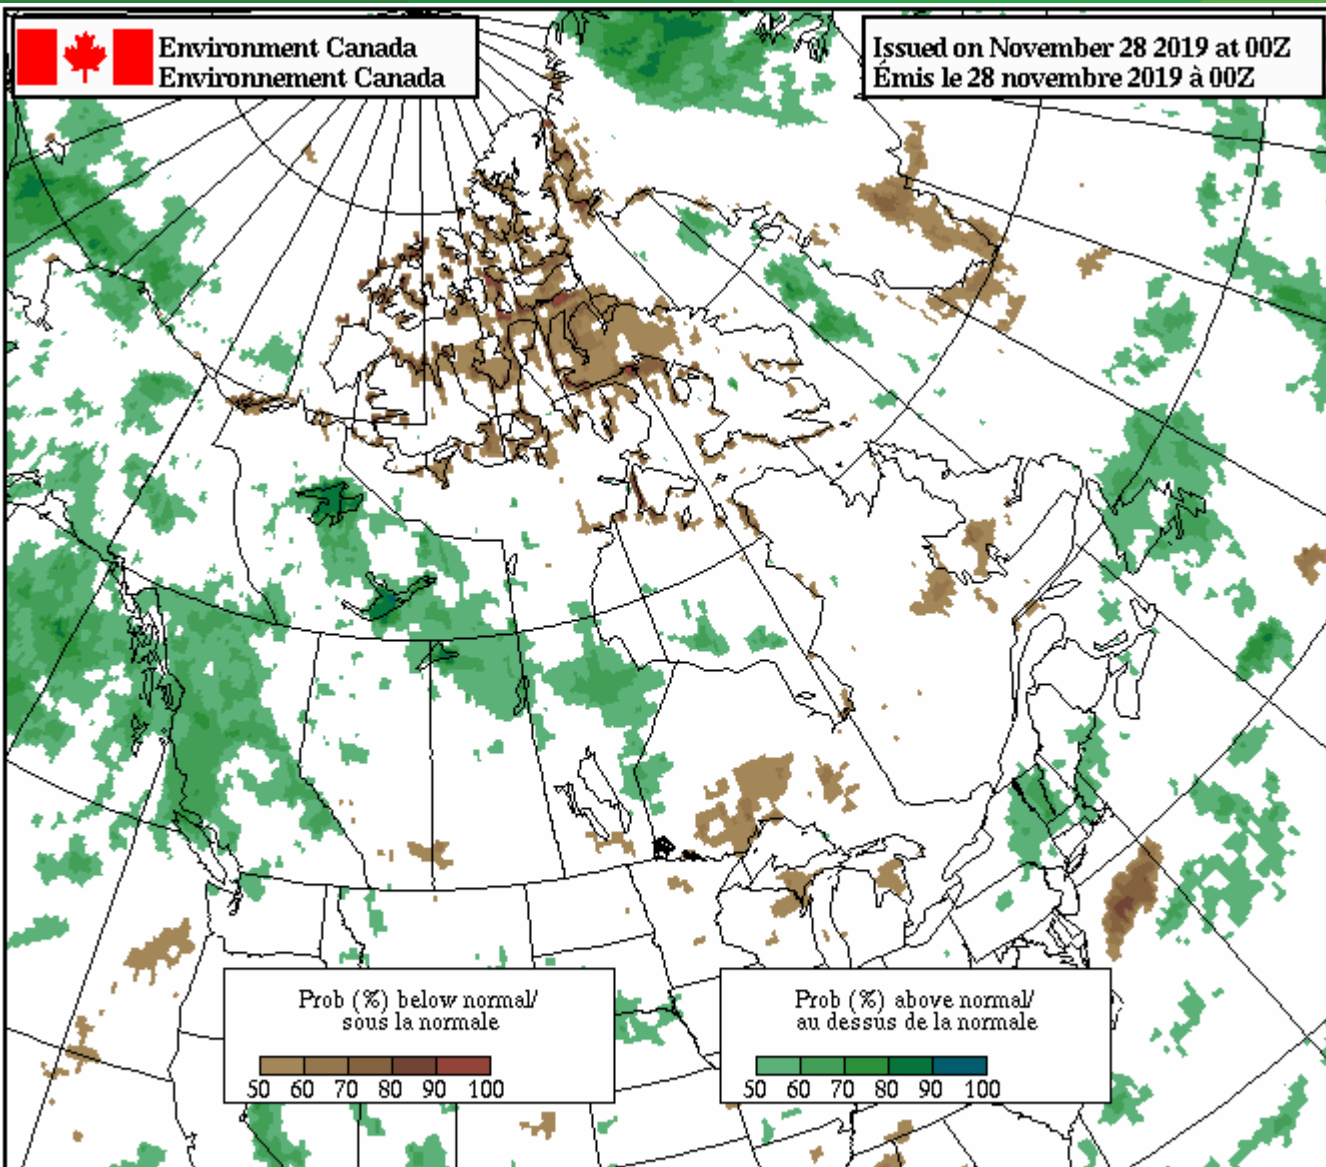 Environment Canada
Environnement Canada
Issued on November 28 2019 at 00Z
Émis le 28 novembre 2019 à 00Z
Prob (%) below normal/
sous la normale
50 60 70 80 90 100
Prob (%) above normal/
au dessus de la normale
50 60 70 80 90 100